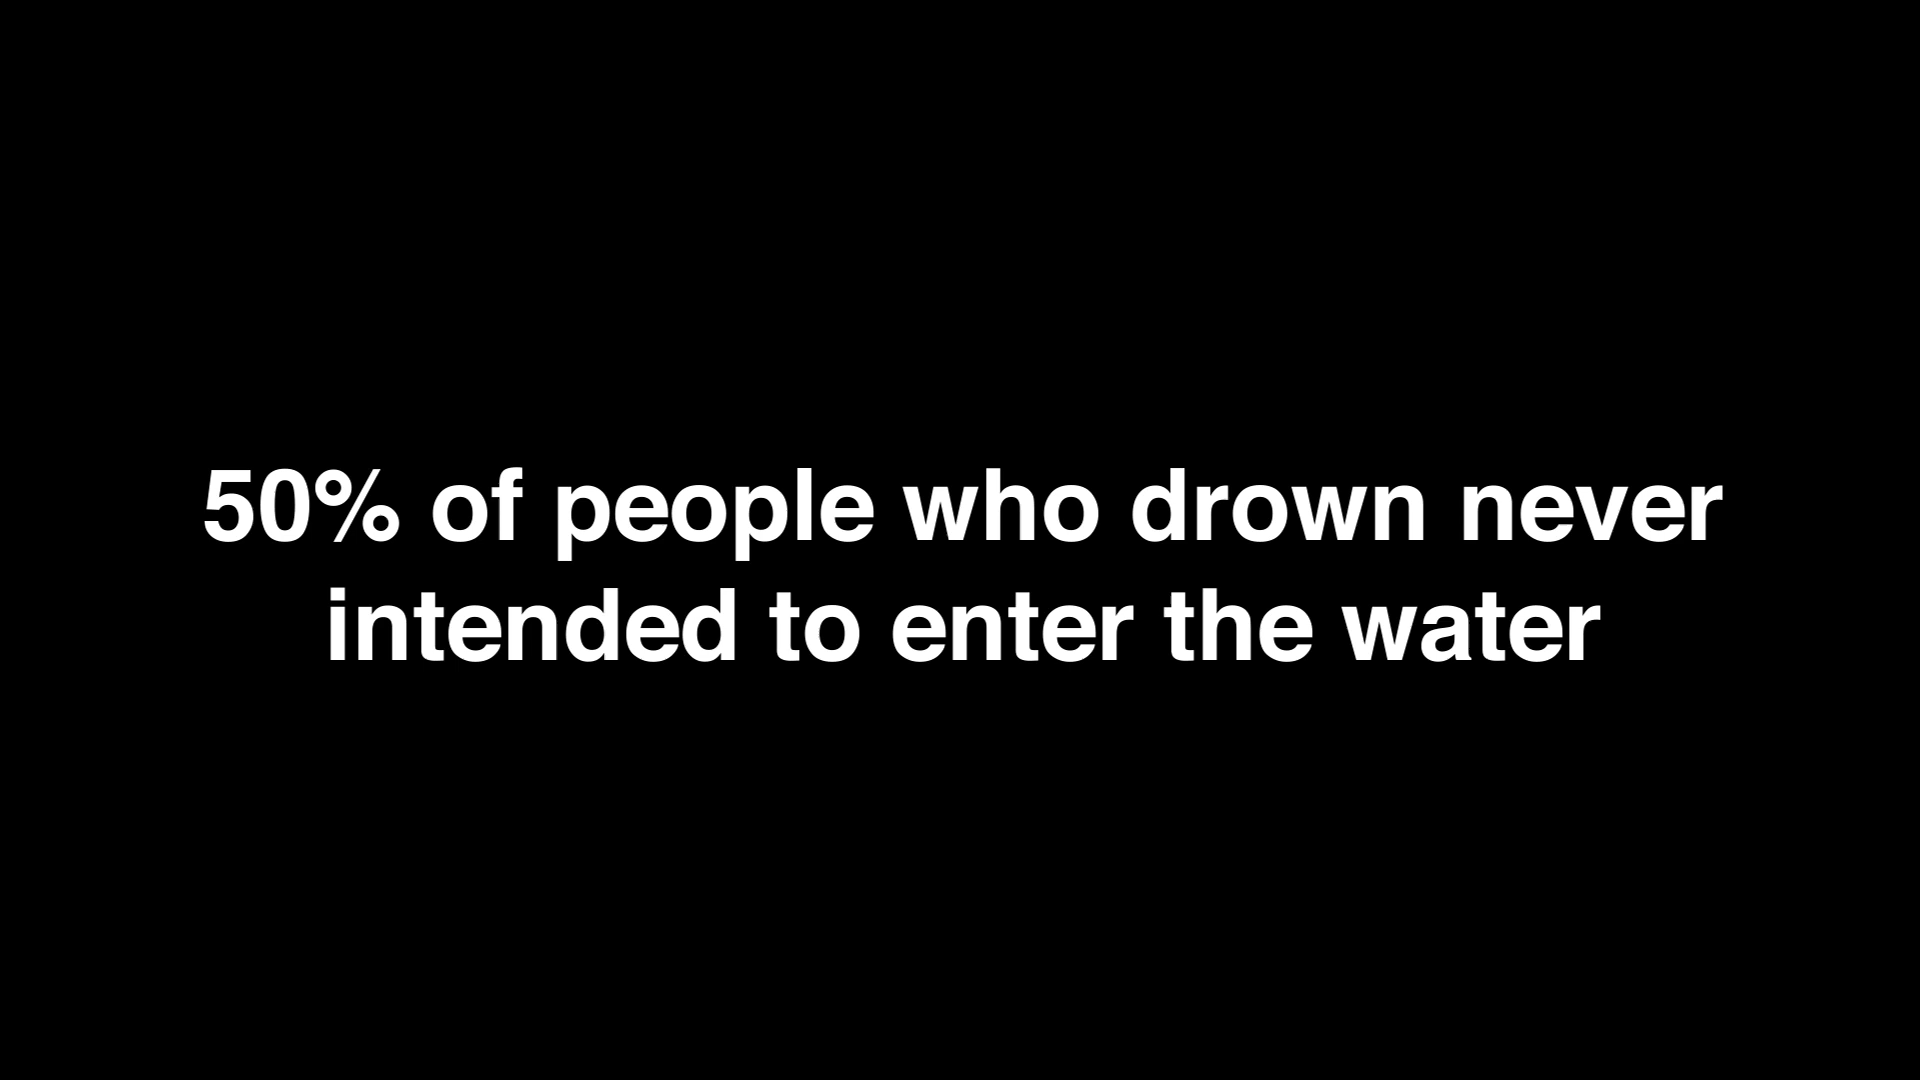 50% of people who drown never
intended to enter the water